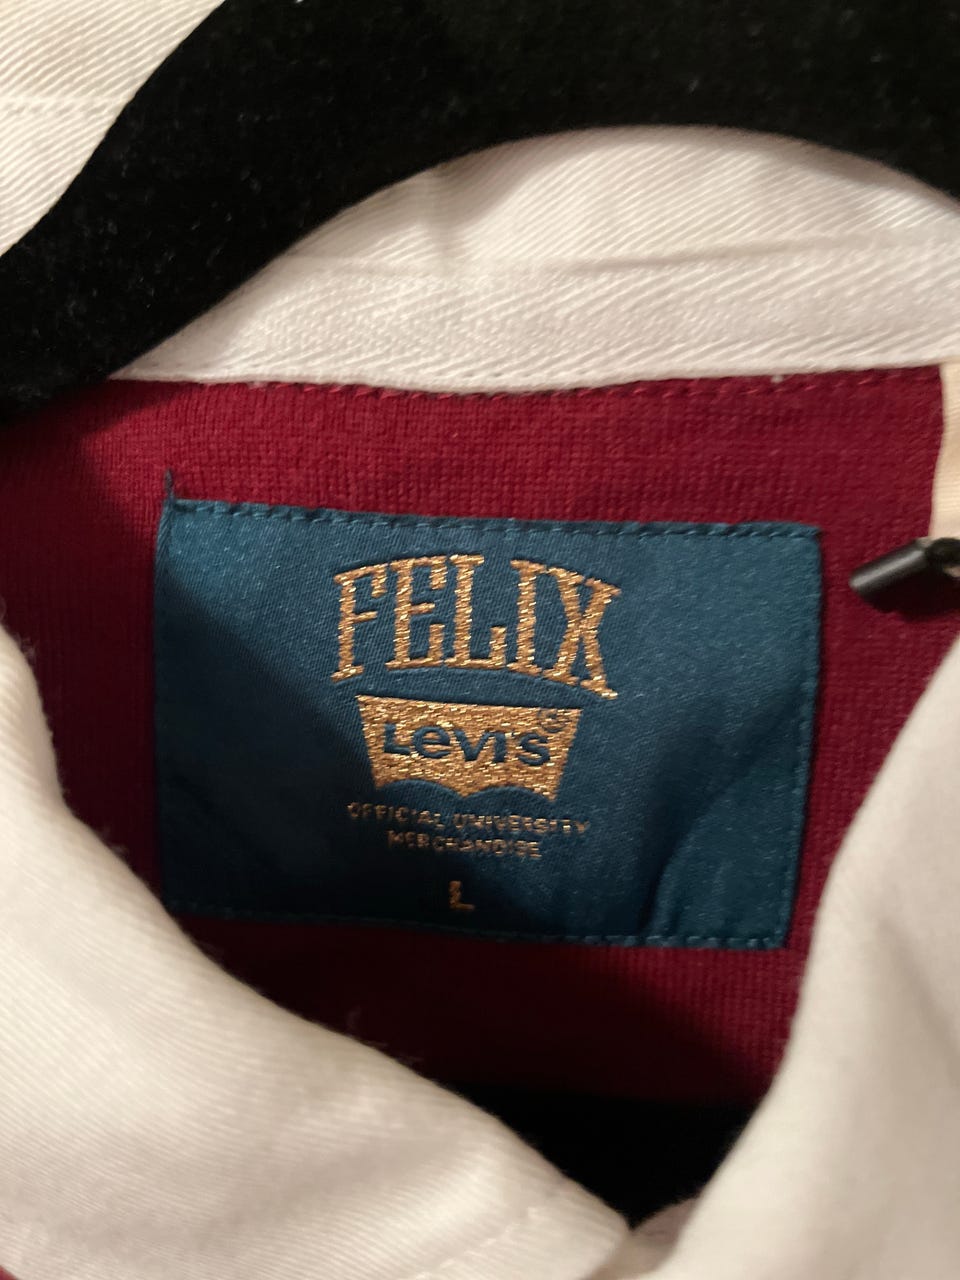 FELIX
Levi's®
OFFICIAL UNIVERSITY
MERCHANDISE
L